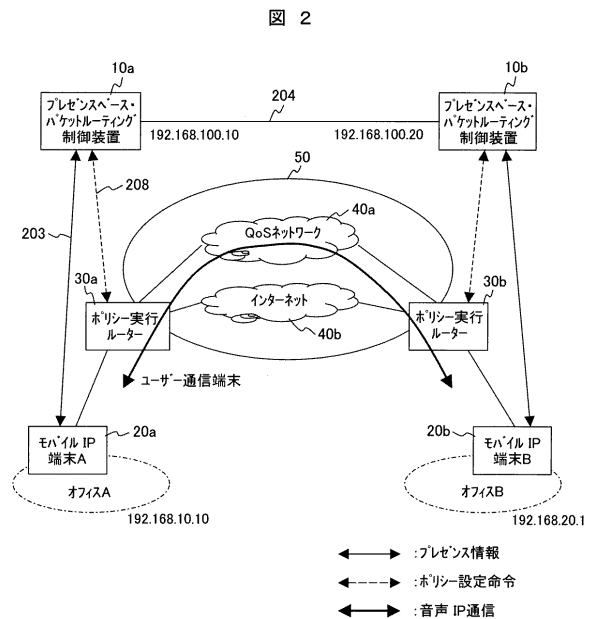 図 2
10a
10b
プレゼンスベース・
パケットルーティング
制御装置
プレゼンスベース・
パケットルーティング
制御装置
204
192.168.100.10
192.168.100.20
208
50
203
40a
QoSネットワーク
30a
30b
インターネット
ポリシー実行
ルーター
ポリシー実行
ルーター
40b
ユーザー通信端末
20a
20b
モバイル IP
端末A
モバイル IP
端末B
オフィスA
オフィスB
192.168.10.10
192.168.20.1
:プレゼンス情報
:ポリシー設定命令
:音声 IP通信